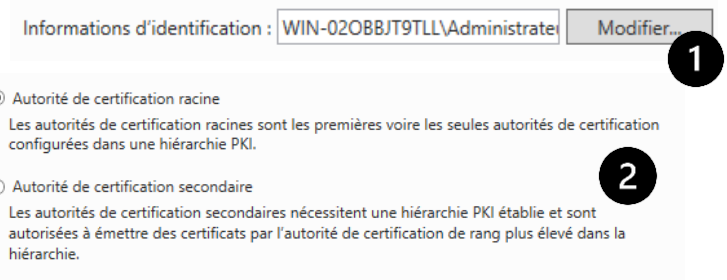 Informations d'identification : WIN-02OBBJT9TLL\Administrateu Modifier...
1
Autorité de certification racine
Les autorités de certification racines sont les premières voire les seules autorités de certification
configurées dans une hiérarchie PKI.
2
Autorité de certification secondaire
Les autorités de certification secondaires nécessitent une hiérarchie PKI établie et sont
autorisées à émettre des certificats par l'autorité de certification de rang plus élevé dans la
hiérarchie.